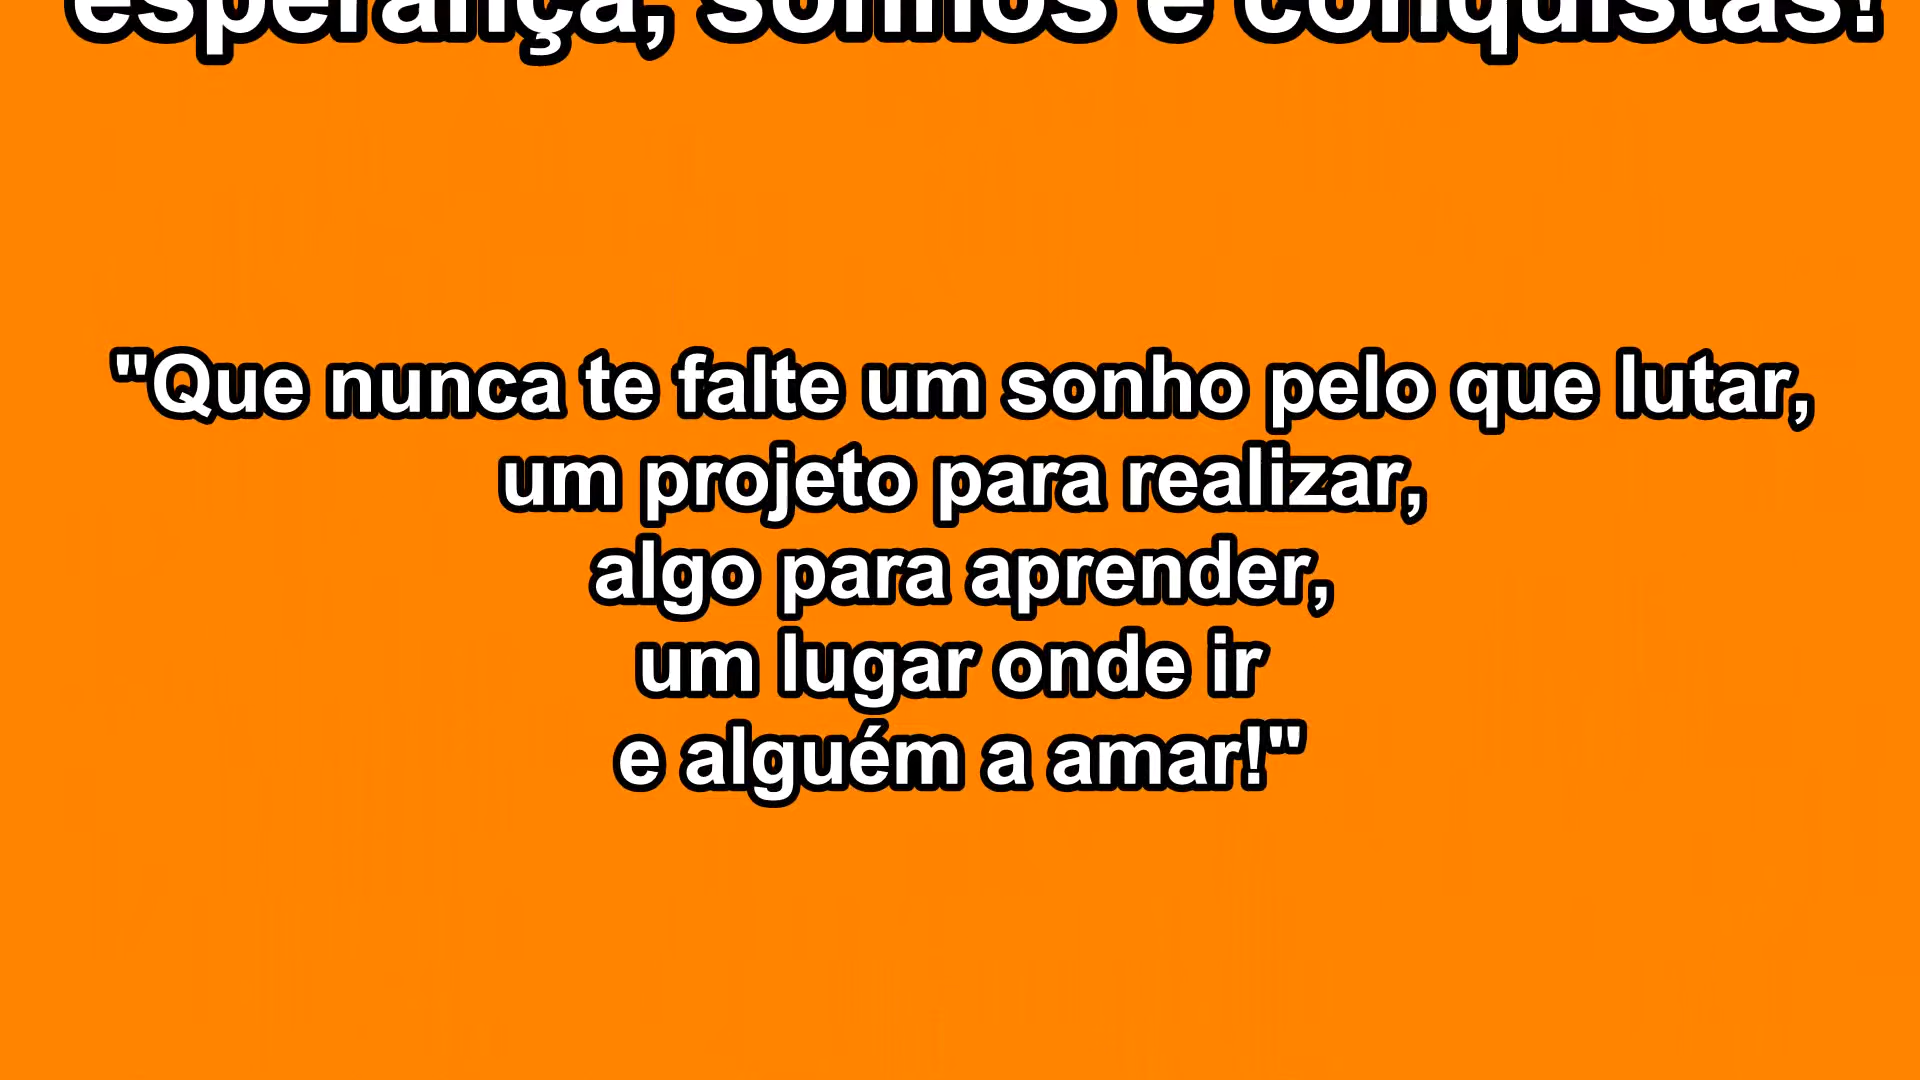 esperança, sonhos e conquistas!
"Que nunca te falte um sonho pelo que lutar,
um projeto para realizar,
algo para aprender,
um lugar onde ir
e alguém a amar!"